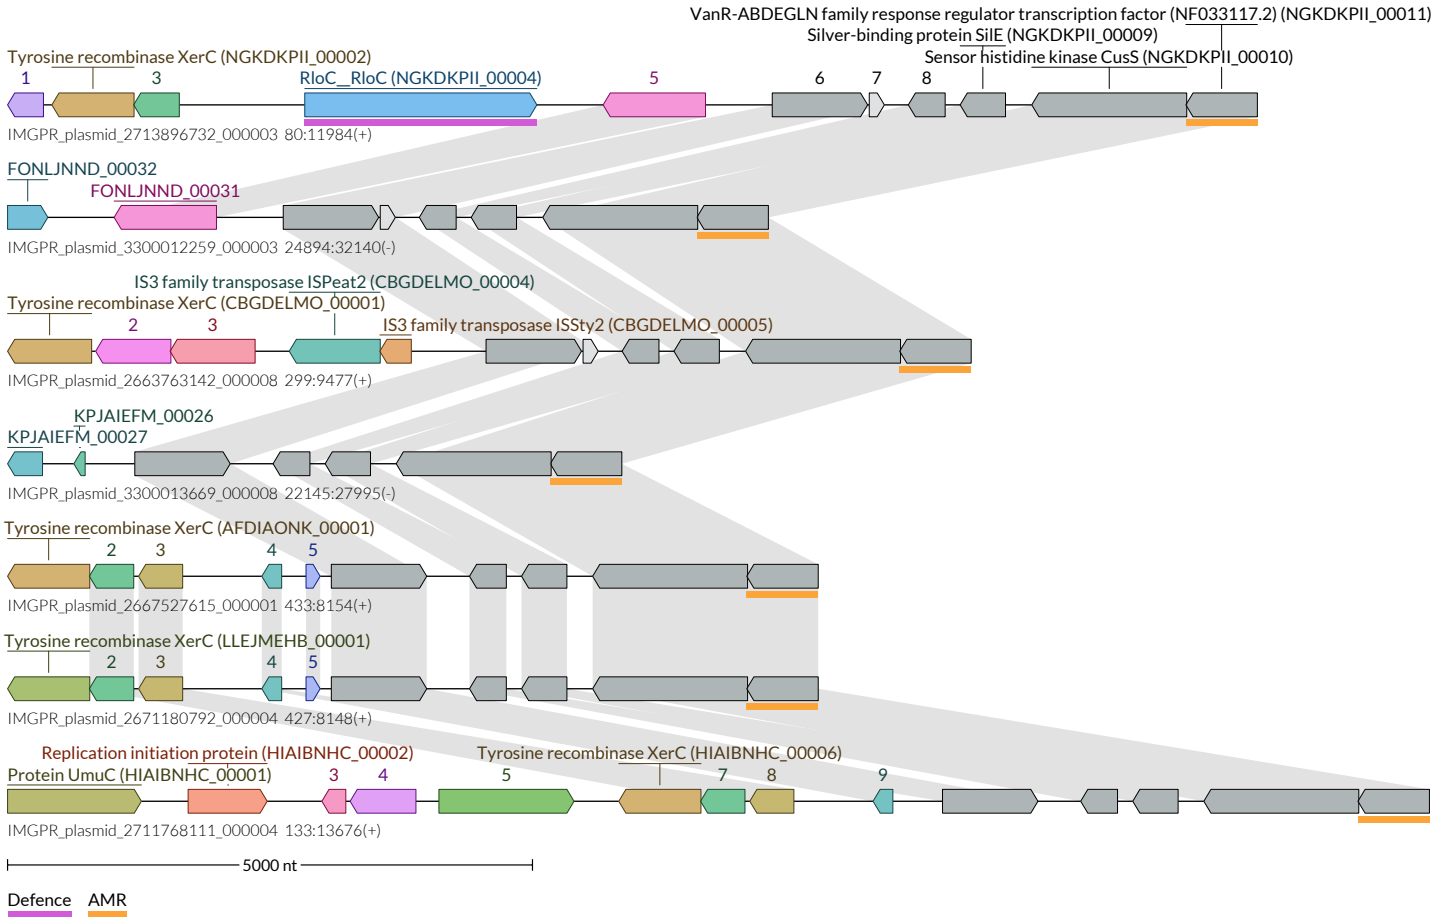 VanR-ABDEGLN family response regulator transcription factor (NF033117.2) (NGKDKPII_00011)
Silver-binding protein SilE (NGKDKPII_00009)
Tyrosine recombinase XerC (NGKDKPII_00002) Sensor histidine kinase CusS (NGKDKPII_00010)
1 3 RloC__RloC (NGKDKPII_00004) 5 6 7 8
IMGPR_plasmid_2713896732_000003 80:11984(+)
FONLJNND_00032
FONLJNND_00031
IMGPR_plasmid_3300012259_000003 24894:32140(-)
IS3 family transposase ISPeat2 (CBGDELMO_00004)
Tyrosine recombinase XerC (CBGDELMO_00001)
2 3 IS3 family transposase ISSty2 (CBGDELMO_00005)
IMGPR_plasmid_2663763142_000008 299:9477(+)
KPJAIEFM_00026
KPJAIEFM_00027
IMGPR_plasmid_3300013669_000008 22145:27995(-)
Tyrosine recombinase XerC (AFDIAONK_00001)
2 3 4 5
IMGPR_plasmid_2667527615_000001 433:8154(+)
Tyrosine recombinase XerC (LLEJMEHB_00001)
2 3 4 5
IMGPR_plasmid_2671180792_000004 427:8148(+)
Replication initiation protein (HIAIBNHC_00002) Tyrosine recombinase XerC (HIAIBNHC_00006)
Protein UmuC (HIAIBNHC_00001) 3 4 5 7 8 9
IMGPR_plasmid_2711768111_000004 133:13676(+)
5000 nt
Defence AMR